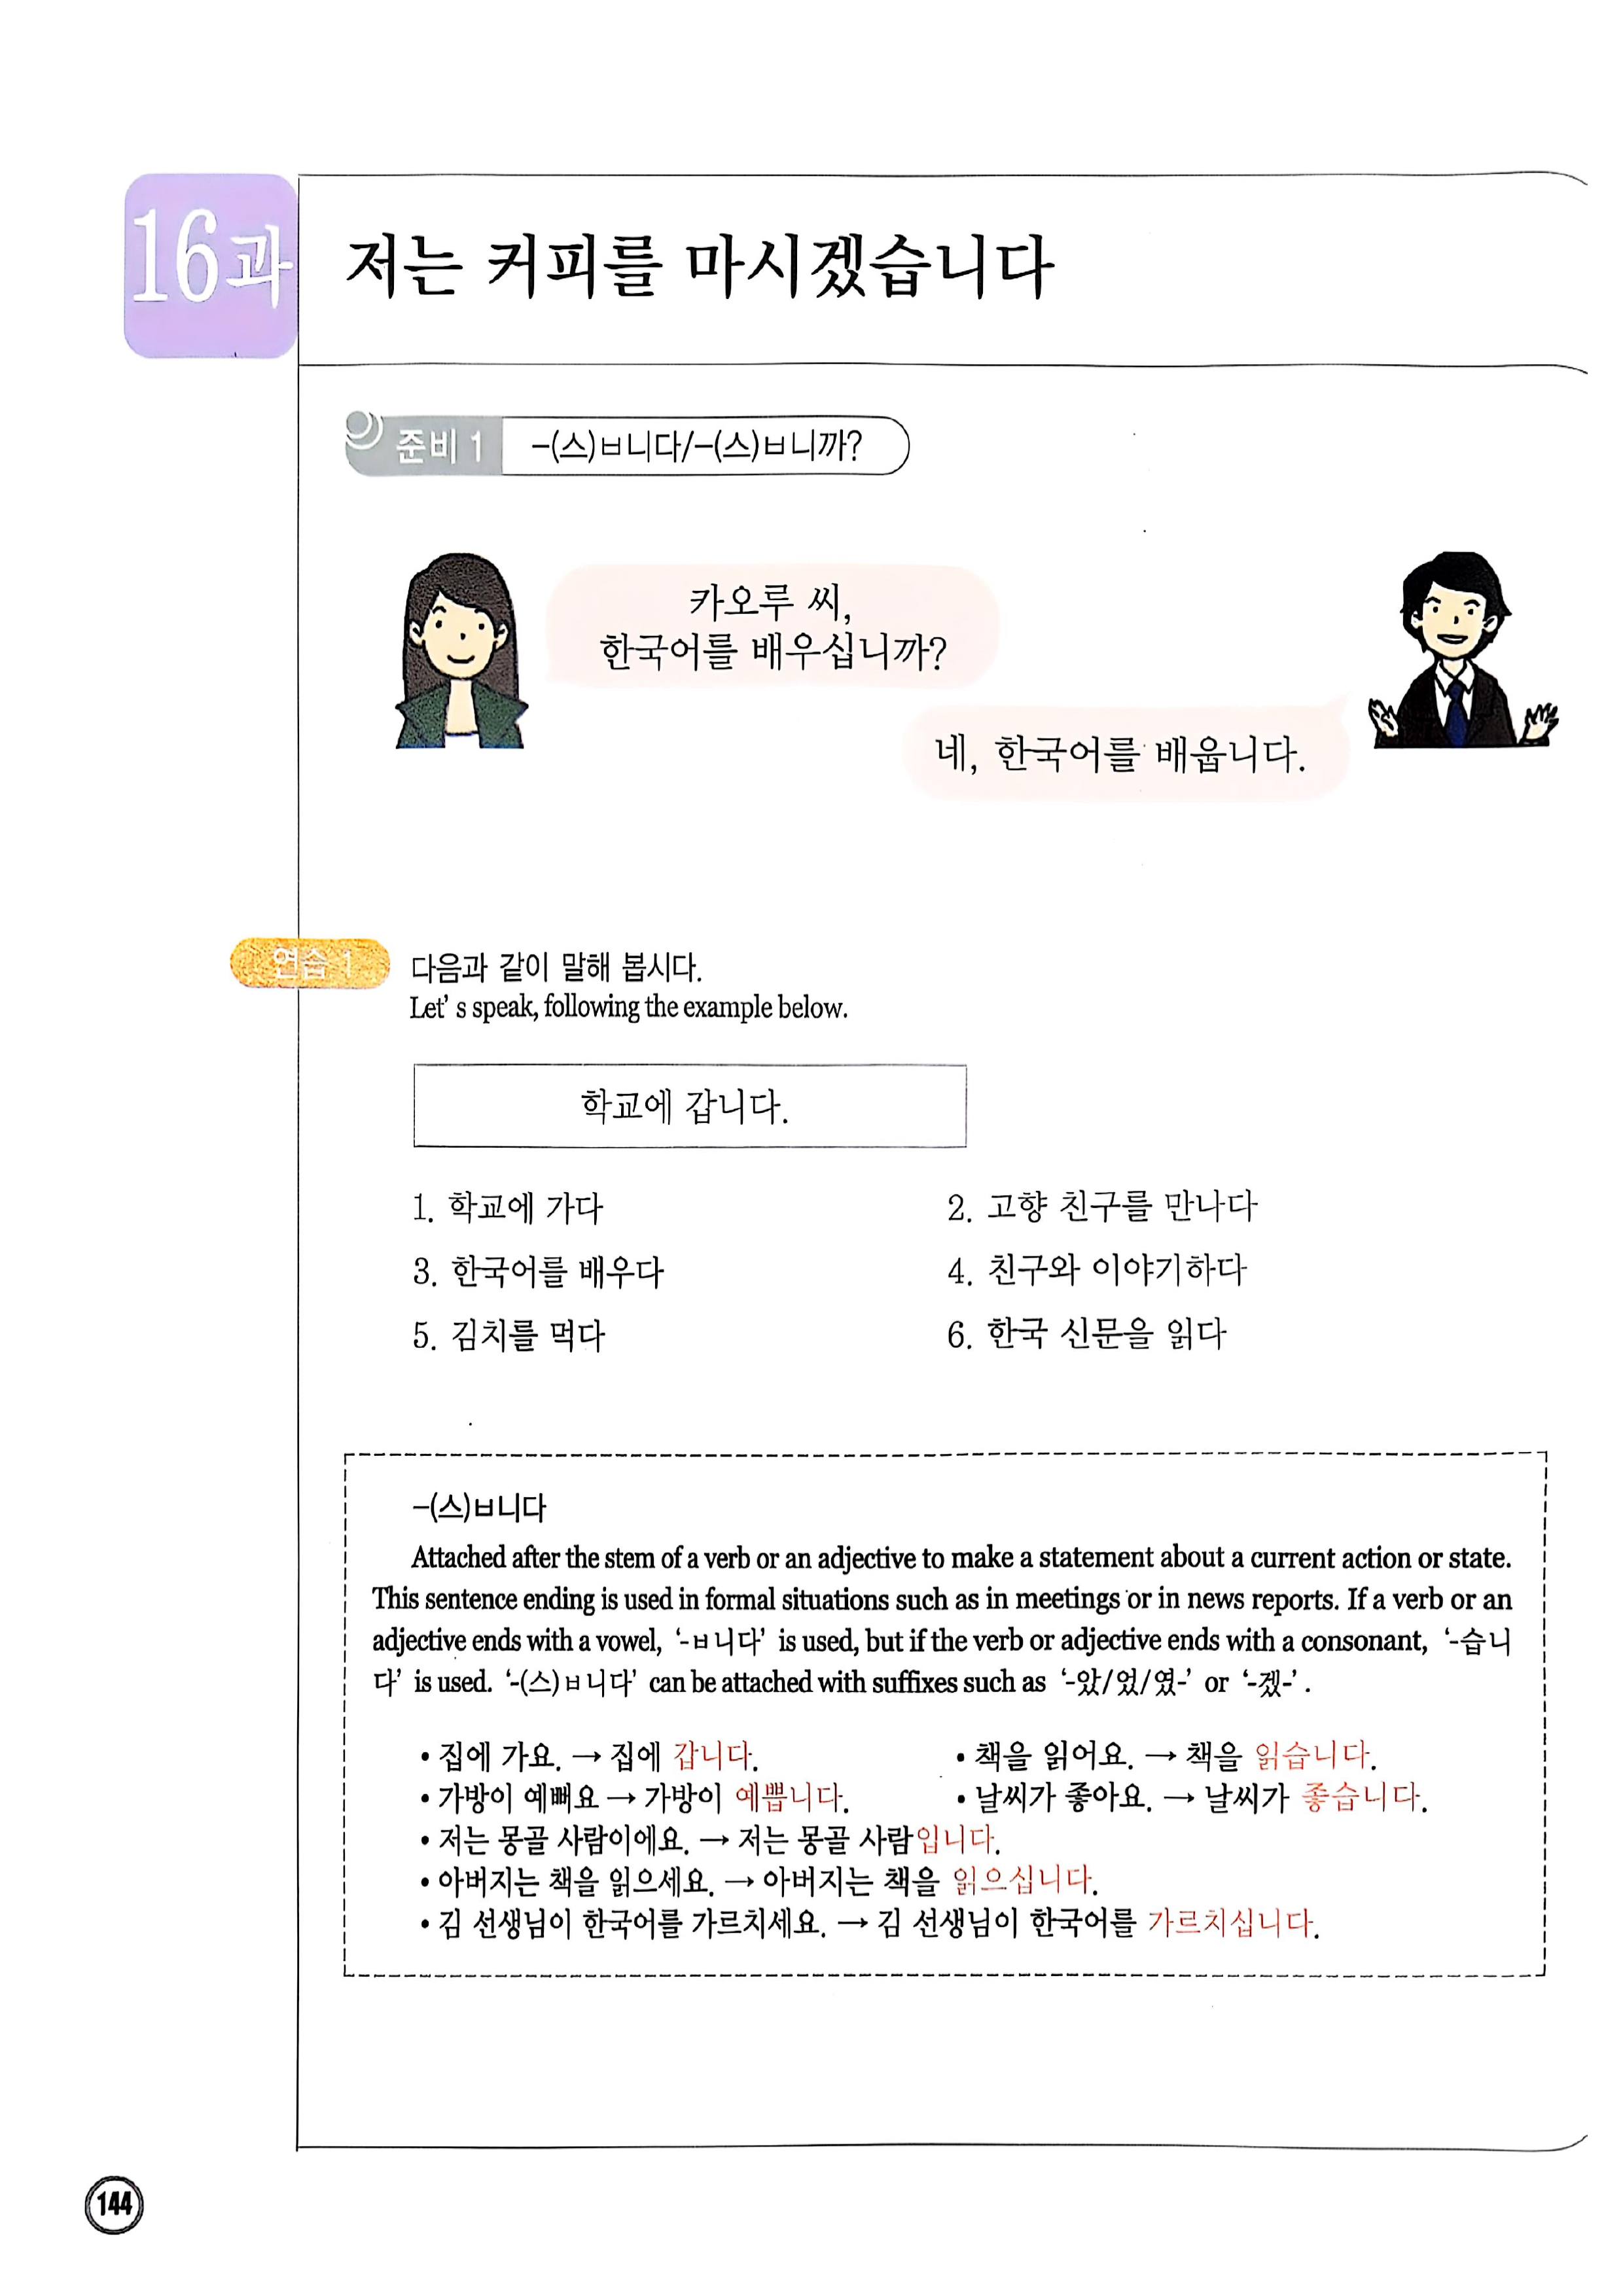 16과
저는 커피를 마시겠습니다
준비 1
-(스)ㅂ니다/-(스)ㅂ니까?
카오루 씨,
한국어를 배우십니까?
네, 한국어를 배웁니다.
연습 1
다음과 같이 말해 봅시다.
Let's speak, following the example below.
학교에 갑니다.
1. 학교에 가다
2. 고향 친구를 만나다
3. 한국어를 배우다
4. 친구와 이야기하다
5. 김치를 먹다
6. 한국 신문을 읽다
-(스)ㅂ니다
Attached after the stem of a verb or an adjective to make a statement about a current action or state.
This sentence ending is used in formal situations such as in meetings or in news reports. If a verb or an
adjective ends with a vowel, '-ㅂ니다' is used, but if the verb or adjective ends with a consonant, '-습니
다' is used. '-(스)ㅂ니다' can be attached with suffixes such as '-았/었/였-' or '-겠-'.
• 집에 가요. → 집에 갑니다.
• 책을 읽어요. → 책을 읽습니다.
• 가방이 예뻐요 → 가방이 예쁩니다.
• 날씨가 좋아요. → 날씨가 좋습니다.
• 저는 몽골 사람이에요. → 저는 몽골 사람입니다.
• 아버지는 책을 읽으세요. → 아버지는 책을 읽으십니다.
• 김 선생님이 한국어를 가르치세요. → 김 선생님이 한국어를 가르치십니다.
144